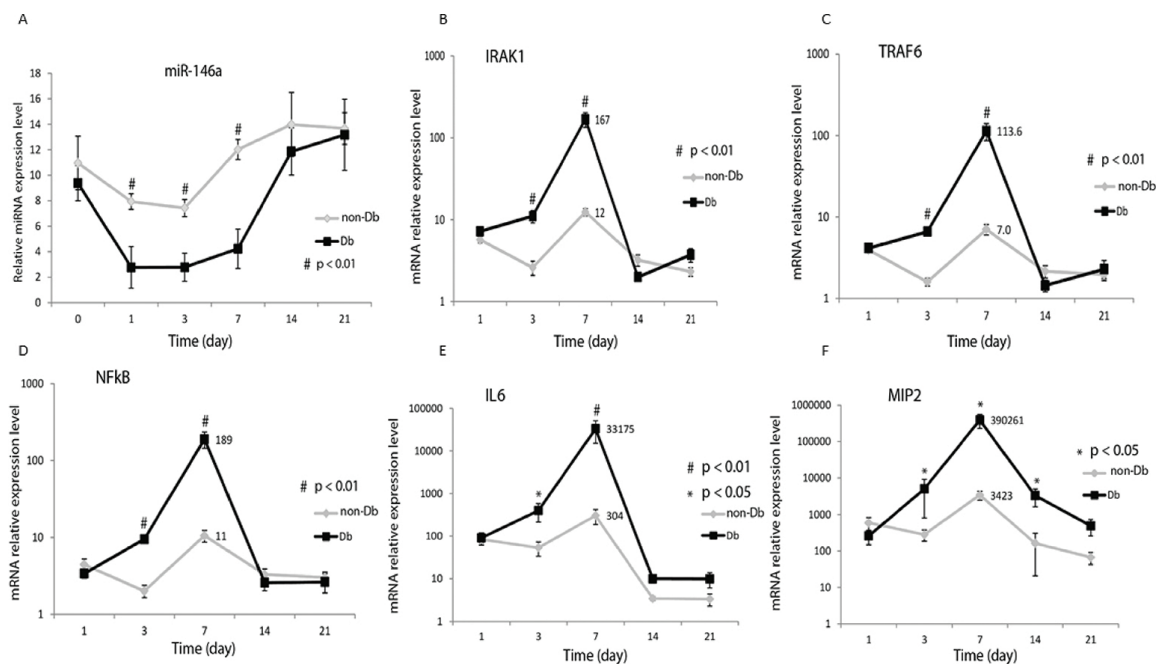 A
miR-146a
Relative miRNA expression level
18
16
14
12
10
8
6
4
2
0
#
#
#
non-Db
Db
# p < 0.01
0 1 3 7 14 21
Time (day)
B
IRAK1
mRNA relative expression level
1000
100
10
1
#
167
#
12
# p < 0.01
non-Db
Db
1 3 7 14 21
Time (day)
C
TRAF6
mRNA relative expression level
1000
100
10
1
#
113.6
#
7.0
# p < 0.01
non-Db
Db
1 3 7 14 21
Time (day)
D
NFkB
mRNA relative expression level
1000
100
10
1
#
189
#
11
# p < 0.01
non-Db
Db
1 3 7 14 21
Time (day)
E
IL6
mRNA relative expression level
100000
10000
1000
100
10
1
#
33175
*
304
# p < 0.01
* p < 0.05
non-Db
Db
1 3 7 14 21
Time (day)
F
MIP2
mRNA relative expression level
1000000
100000
10000
1000
100
10
1
*
390261
*
*
3423
* p < 0.05
non-Db
Db
1 3 7 14 21
Time (day)